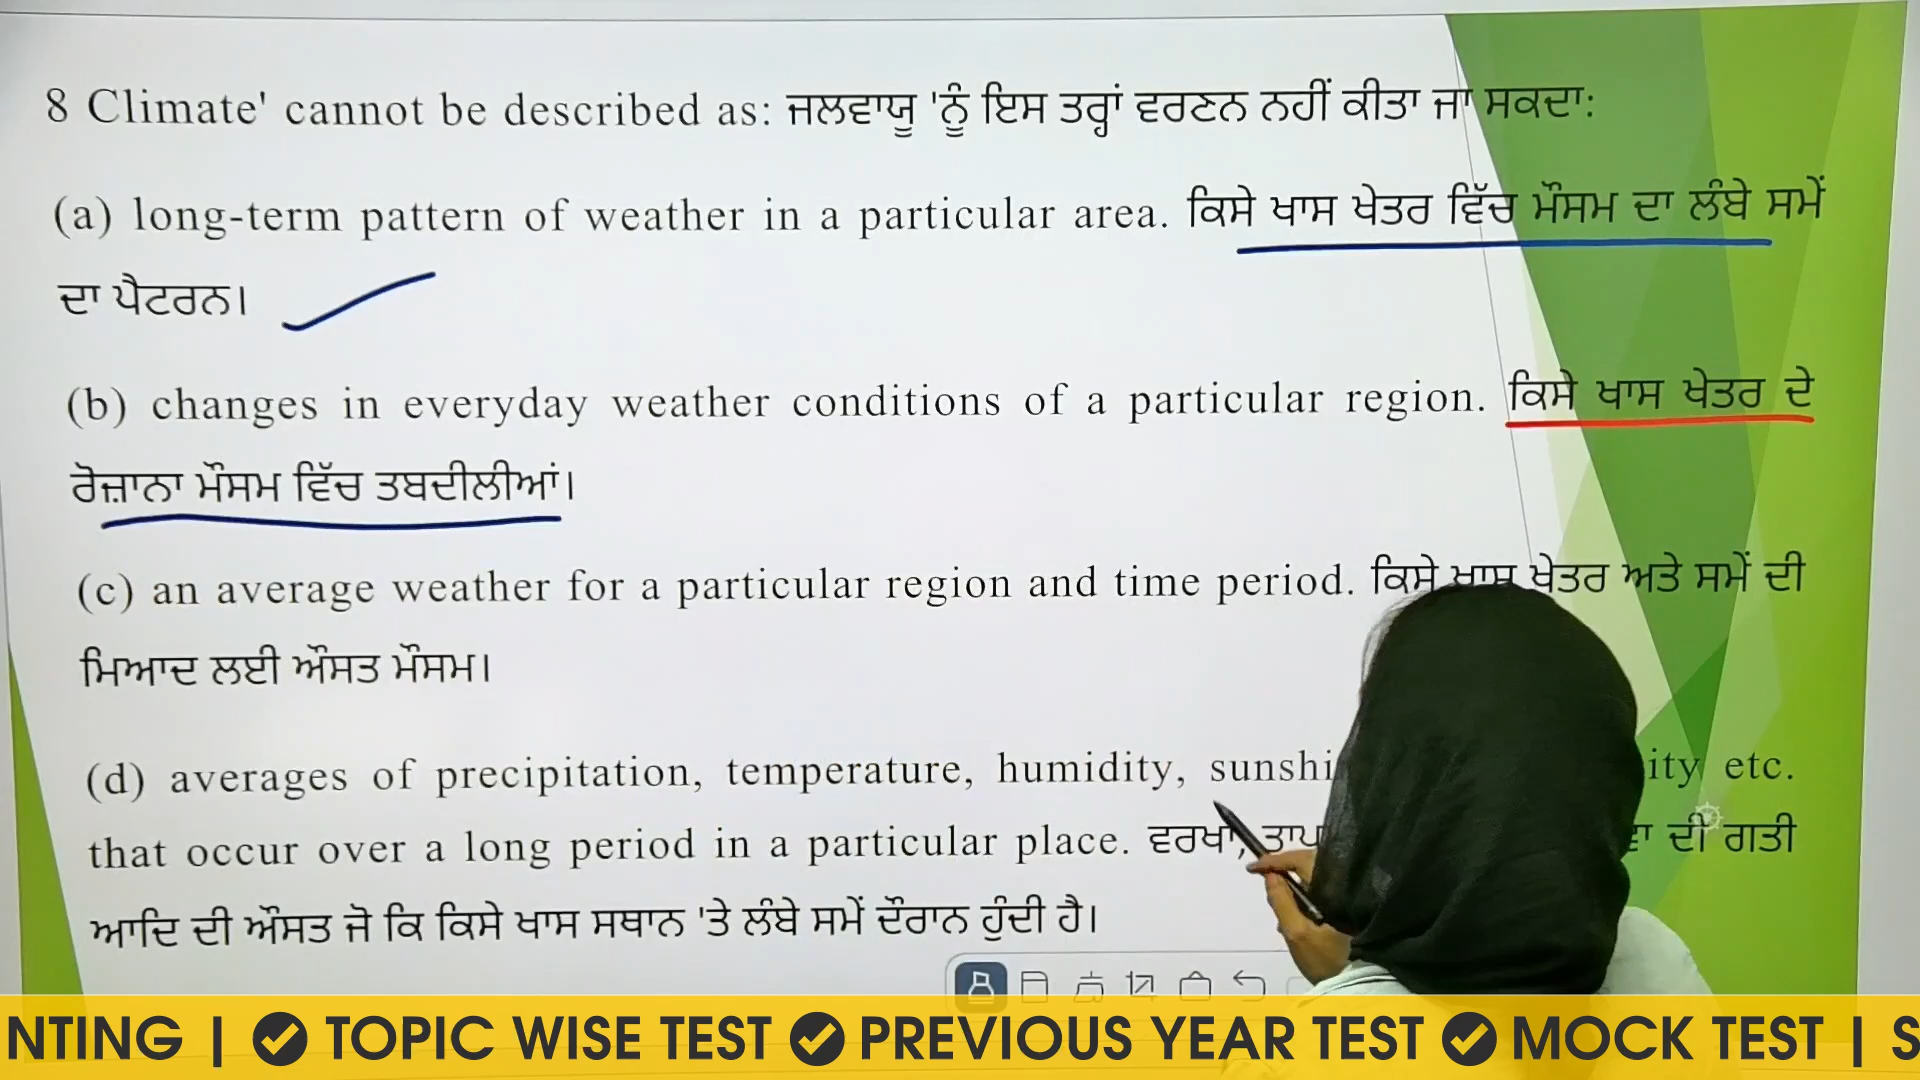 8 Climate' cannot be described as: ਜਲਵਾਯੂ 'ਨੂੰ ਇਸ ਤਰ੍ਹਾਂ ਵਰਣਨ ਨਹੀਂ ਕੀਤਾ ਜਾ ਸਕਦਾ:
(a) long-term pattern of weather in a particular area. ਕਿਸੇ ਖਾਸ ਖੇਤਰ ਵਿੱਚ ਮੌਸਮ ਦਾ ਲੰਬੇ ਸਮੇਂ
ਦਾ ਪੈਟਰਨ।
(b) changes in everyday weather conditions of a particular region. ਕਿਸੇ ਖਾਸ ਖੇਤਰ ਦੇ
ਰੋਜ਼ਾਨਾ ਮੌਸਮ ਵਿੱਚ ਤਬਦੀਲੀਆਂ।
(c) an average weather for a particular region and time period. ਕਿਸੇ ਖਾਸ ਖੇਤਰ ਅਤੇ ਸਮੇਂ ਦੀ
ਮਿਆਦ ਲਈ ਔਸਤ ਮੌਸਮ।
(d) averages of precipitation, temperature, humidity, etc.
that occur over a long period in a particular place. ਵਰਖਾ, ਦੀ ਗਤੀ
ਆਦਿ ਦੀ ਔਸਤ ਜੋ ਕਿ ਕਿਸੇ ਖਾਸ ਸਥਾਨ 'ਤੇ ਲੰਬੇ ਸਮੇਂ ਦੌਰਾਨ ਹੁੰਦੀ ਹੈ।
NTING | TOPIC WISE TEST PREVIOUS YEAR TEST MOCK TEST | S